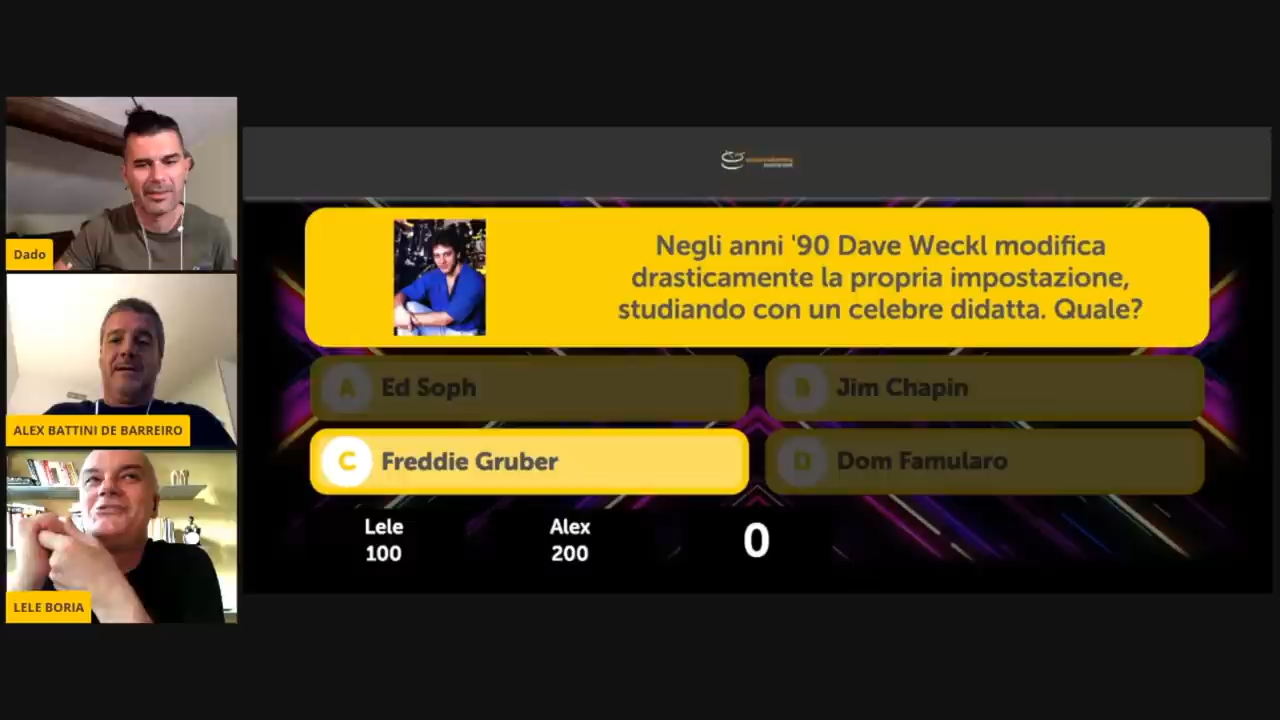 Dado
ALEX BATTINI DE BARREIRO
LELE BORIA
Negli anni '90 Dave Weckl modifica
drasticamente la propria impostazione,
studiando con un celebre didatta. Quale?
A Ed Soph
B Jim Chapin
C Freddie Gruber
D Dom Famularo
Lele
100
Alex
200
0